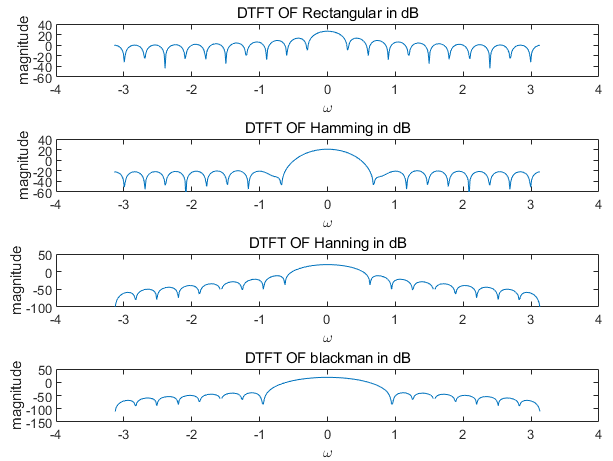 DTFT OF Rectangular in dB
magnitude
40
20
0
-20
-40
-60
-4 -3 -2 -1 0 1 2 3 4
ω
DTFT OF Hamming in dB
magnitude
40
20
0
-20
-40
-60
-4 -3 -2 -1 0 1 2 3 4
ω
DTFT OF Hanning in dB
magnitude
50
0
-50
-100
-4 -3 -2 -1 0 1 2 3 4
ω
DTFT OF blackman in dB
magnitude
50
0
-50
-100
-150
-4 -3 -2 -1 0 1 2 3 4
ω